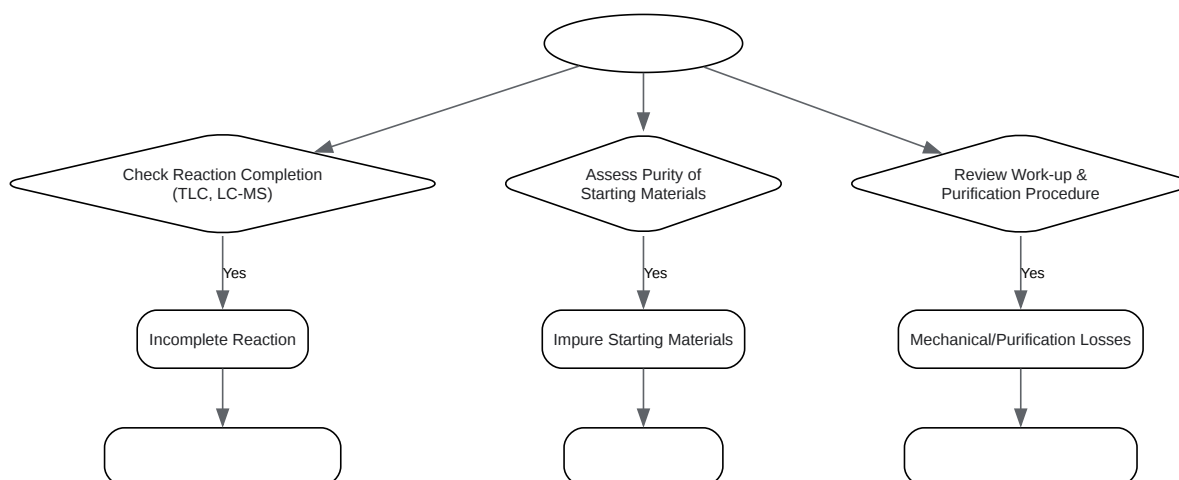 Check Reaction Completion
(TLC, LC-MS)
Assess Purity of
Starting Materials
Review Work-up &
Purification Procedure
Yes
Yes
Yes
Incomplete Reaction
Impure Starting Materials
Mechanical/Purification Losses